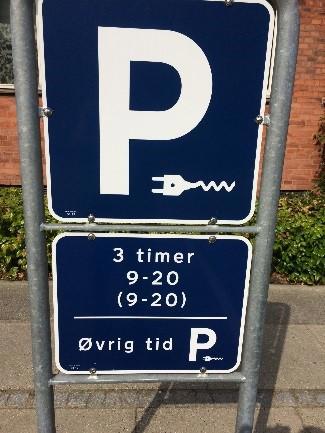 P
3 timer
9-20
(9-20)
Øvrig tid P